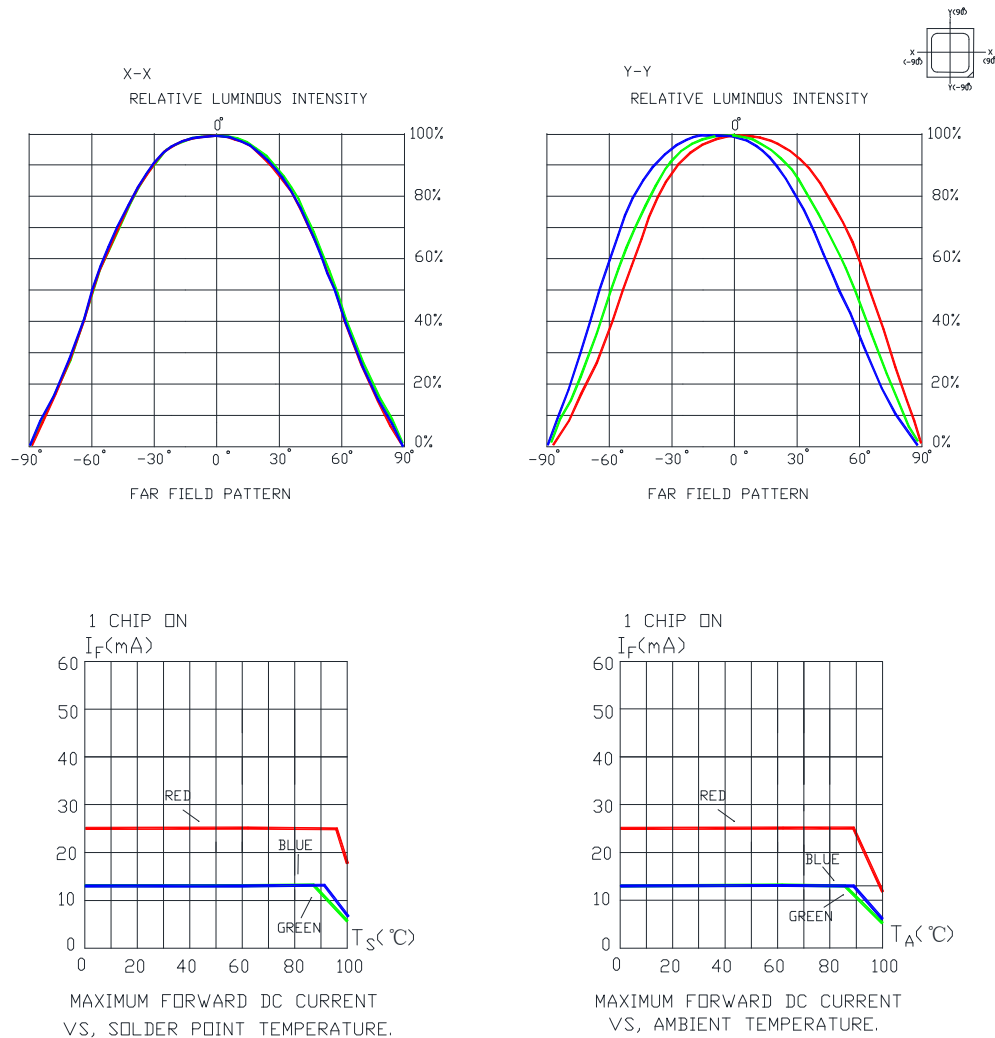 Y(90°)
X X
(-90°) (90°
Y(-90°)
X-X
RELATIVE LUMINOUS INTENSITY
0°
100%
80%
60%
40%
20%
0%
-90° -60° -30° 0° 30° 60° 90°
FAR FIELD PATTERN
Y-Y
RELATIVE LUMINOUS INTENSITY
0°
100%
80%
60%
40%
20%
0%
-90° -60° -30° 0° 30° 60° 90°
FAR FIELD PATTERN
1 CHIP ON
IF(mA)
60
50
40
30
20
10
0
RED
BLUE
GREEN
TS(°C)
0 20 40 60 80 100
MAXIMUM FORWARD DC CURRENT
VS, SOLDER POINT TEMPERATURE.
1 CHIP ON
IF(mA)
60
50
40
30
20
10
0
RED
BLUE
GREEN
TA(°C)
0 20 40 60 80 100
MAXIMUM FORWARD DC CURRENT
VS, AMBIENT TEMPERATURE.